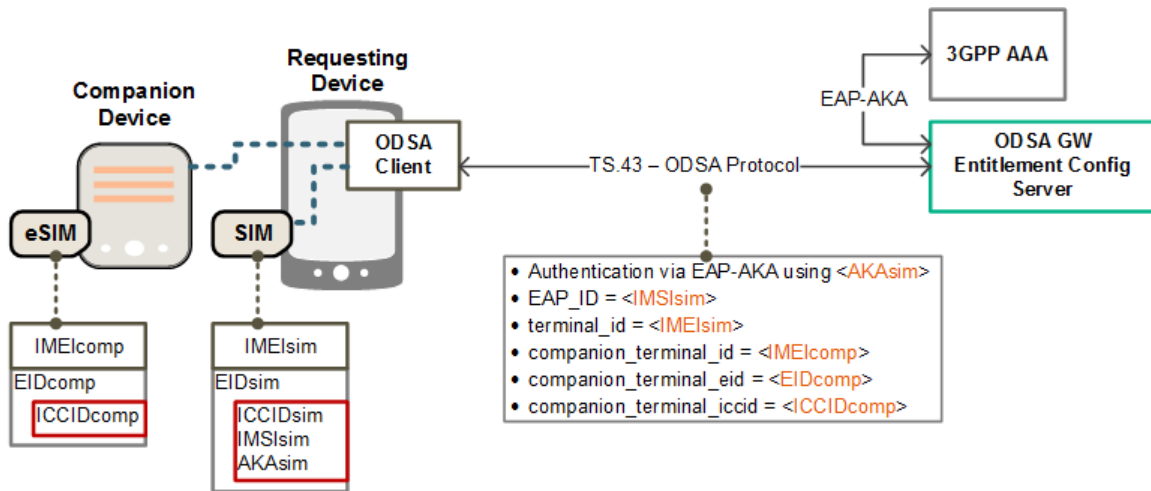 Requesting
Device
Companion
Device
3GPP AAA
EAP-AKA
ODSA
Client
TS.43 – ODSA Protocol
ODSA GW
Entitlement Config
Server
eSIM
SIM
• Authentication via EAP-AKA using <AKAsim>
• EAP_ID = <IMSIsim>
• terminal_id = <IMEIsim>
• companion_terminal_id = <IMEIcomp>
• companion_terminal_eid = <EIDcomp>
• companion_terminal_iccid = <ICCIDcomp>
IMEIcomp
EIDcomp
ICCIDcomp
IMEIsim
EIDsim
ICCIDsim
IMSIsim
AKAsim